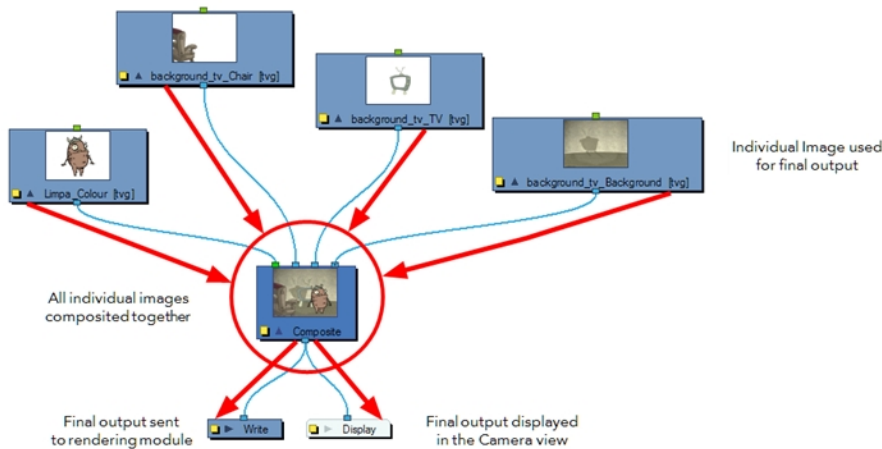 background_tv_Chair [tvg]
background_tv_TV [tvg]
Individual Image used
for final output
Limpa_Colour [tvg]
background_tv_Background [tvg]
All individual images
composited together
Composite
Final output sent
to rendering module
Write
Display
Final output displayed
in the Camera view